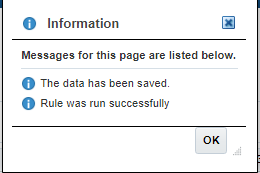 Information
Messages for this page are listed below.
The data has been saved.
Rule was run successfully
OK